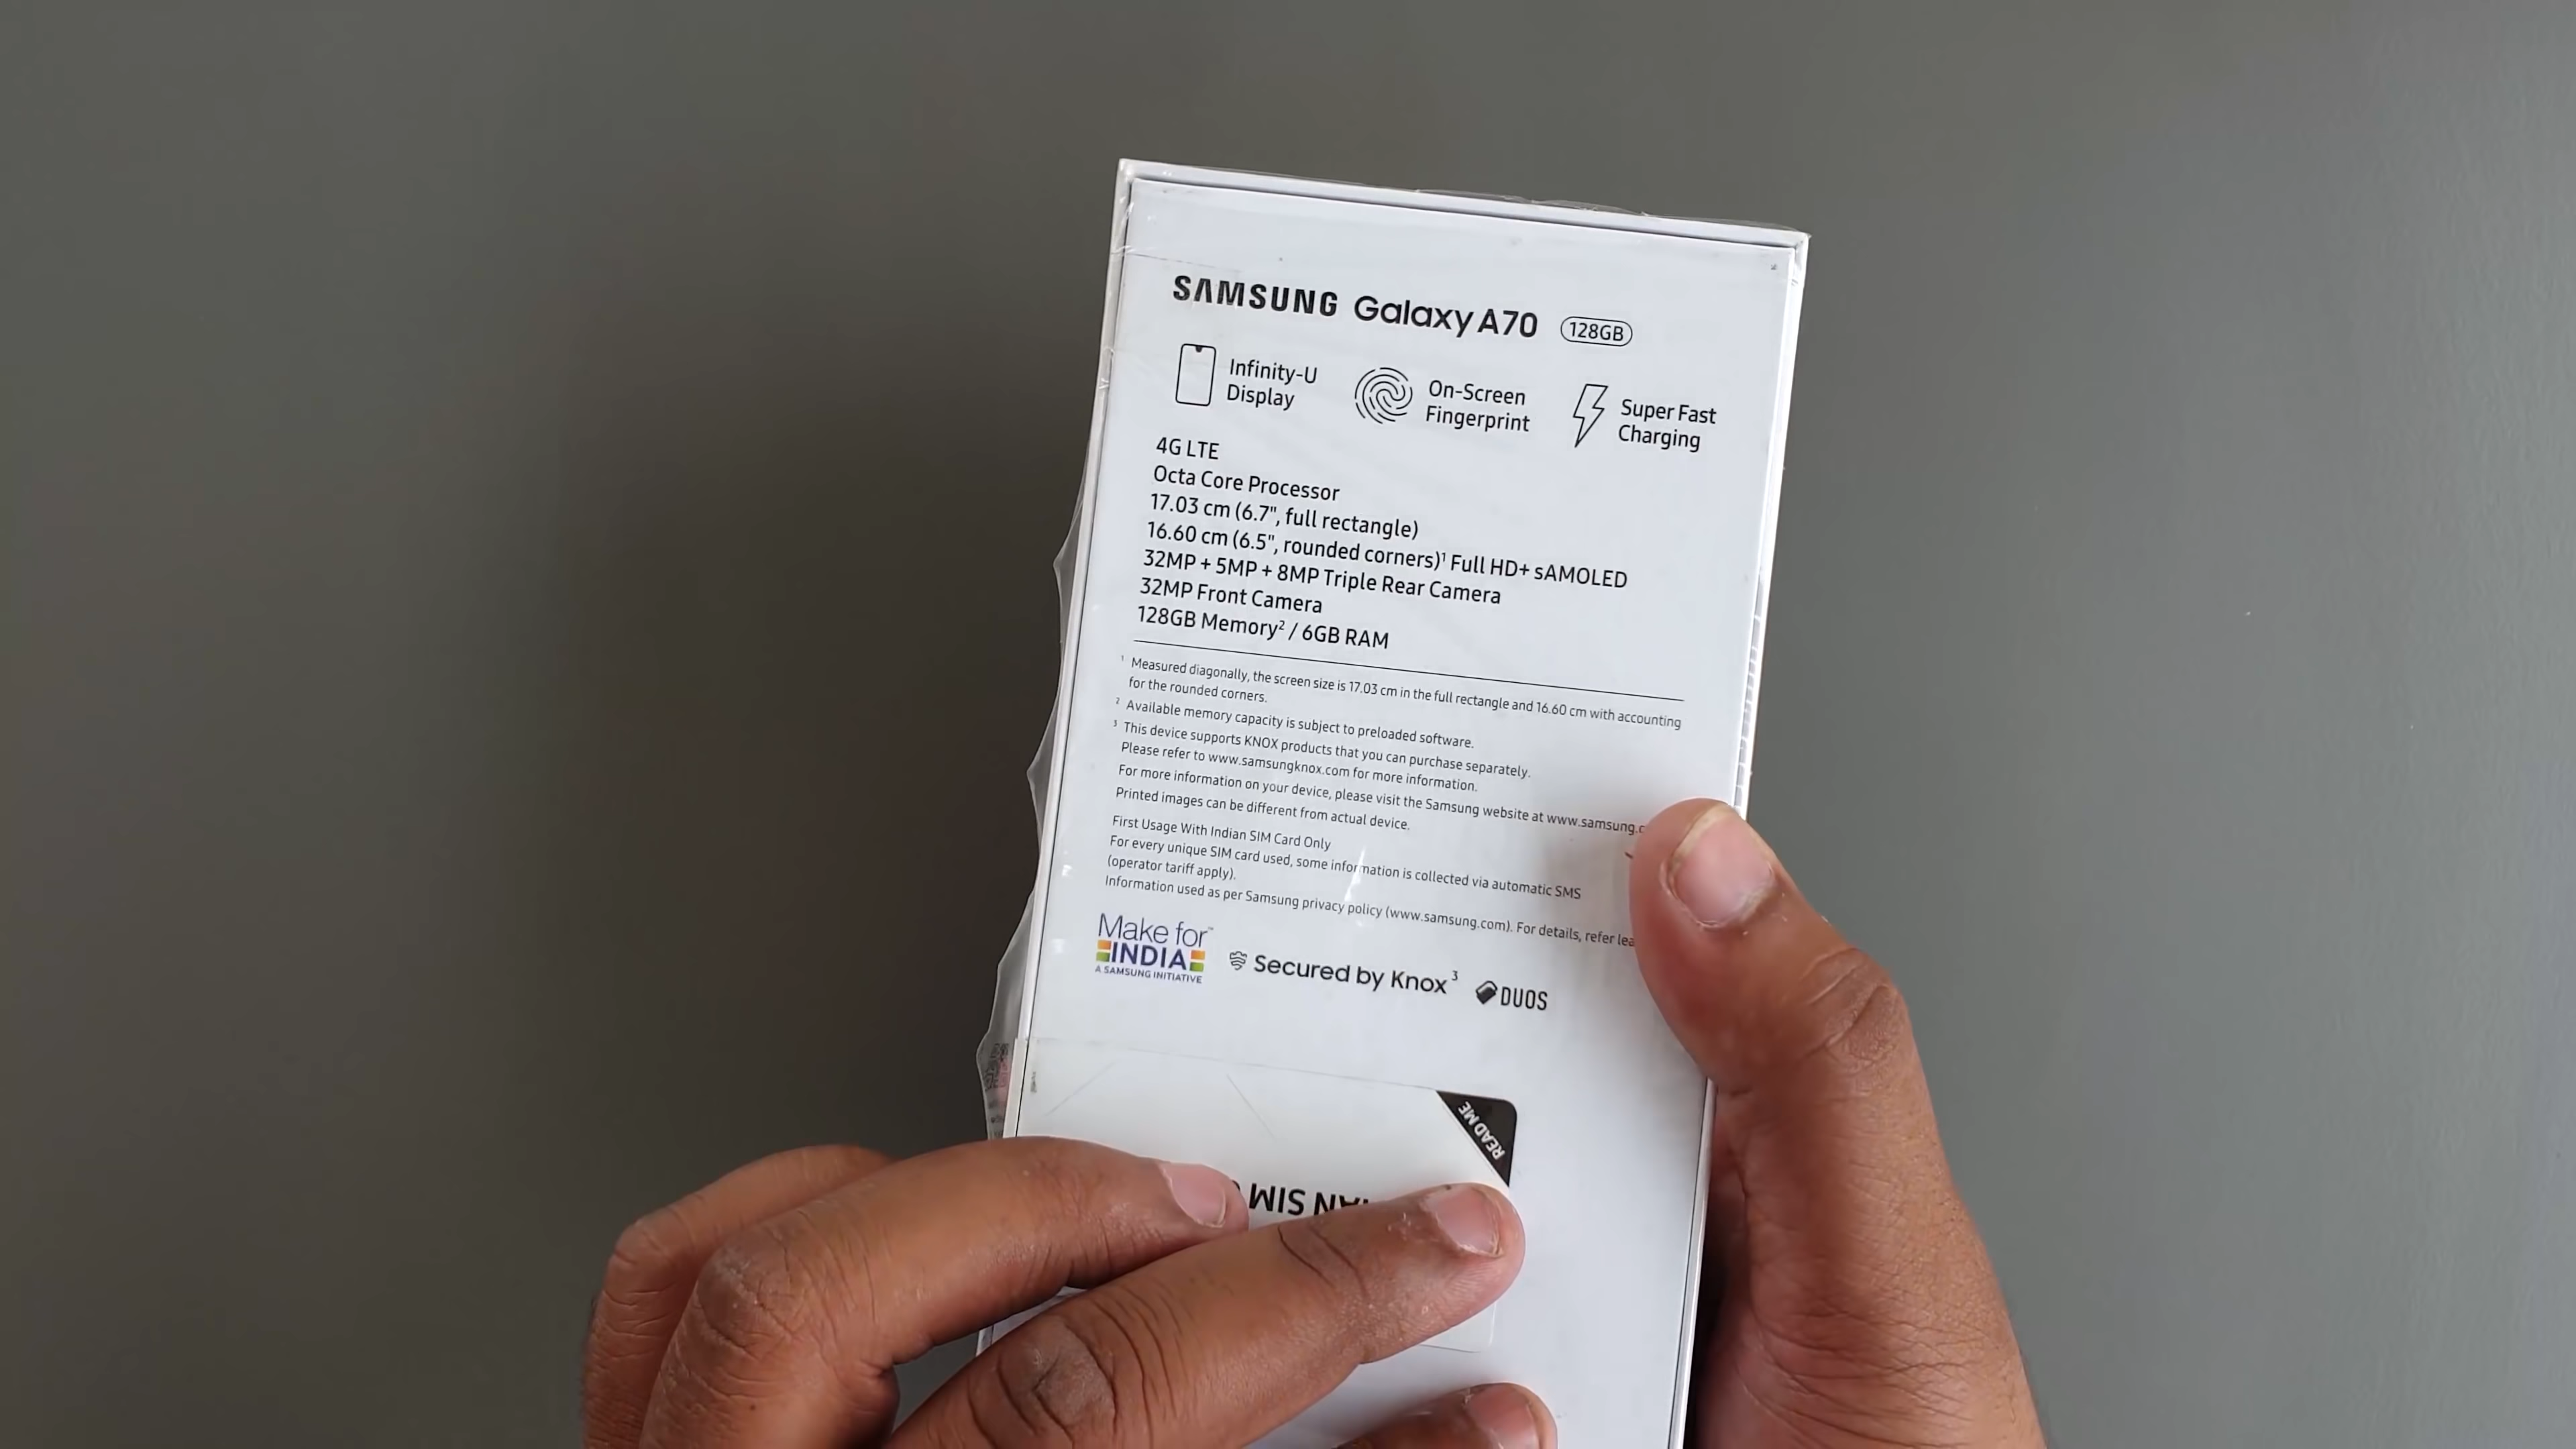 SAMSUNG Galaxy A70 128GB
Infinity-U
Display
On-Screen
Fingerprint
Super Fast
Charging
4G LTE
Octa Core Processor
17.03 cm (6.7", full rectangle)
16.60 cm (6.5", rounded corners)¹ Full HD+ sAMOLED
32MP + 5MP + 8MP Triple Rear Camera
32MP Front Camera
128GB Memory² / 6GB RAM
¹ Measured diagonally, the screen size is 17.03 cm in the full rectangle and 16.60 cm with accounting
for the rounded corners.
² Available memory capacity is subject to preloaded software.
³ This device supports KNOX products that you can purchase separately.
Please refer to www.samsungknox.com for more information.
For more information on your device, please visit the Samsung website at www.samsung.c
Printed images can be different from actual device.
First Usage With Indian SIM Card Only
For every unique SIM card used, some information is collected via automatic SMS
(operator tariff apply).
Information used as per Samsung privacy policy (www.samsung.com). For details, refer
Make for™
INDIA
A SAMSUNG INITIATIVE
Secured by Knox³
DUOS
READ ME
SIM